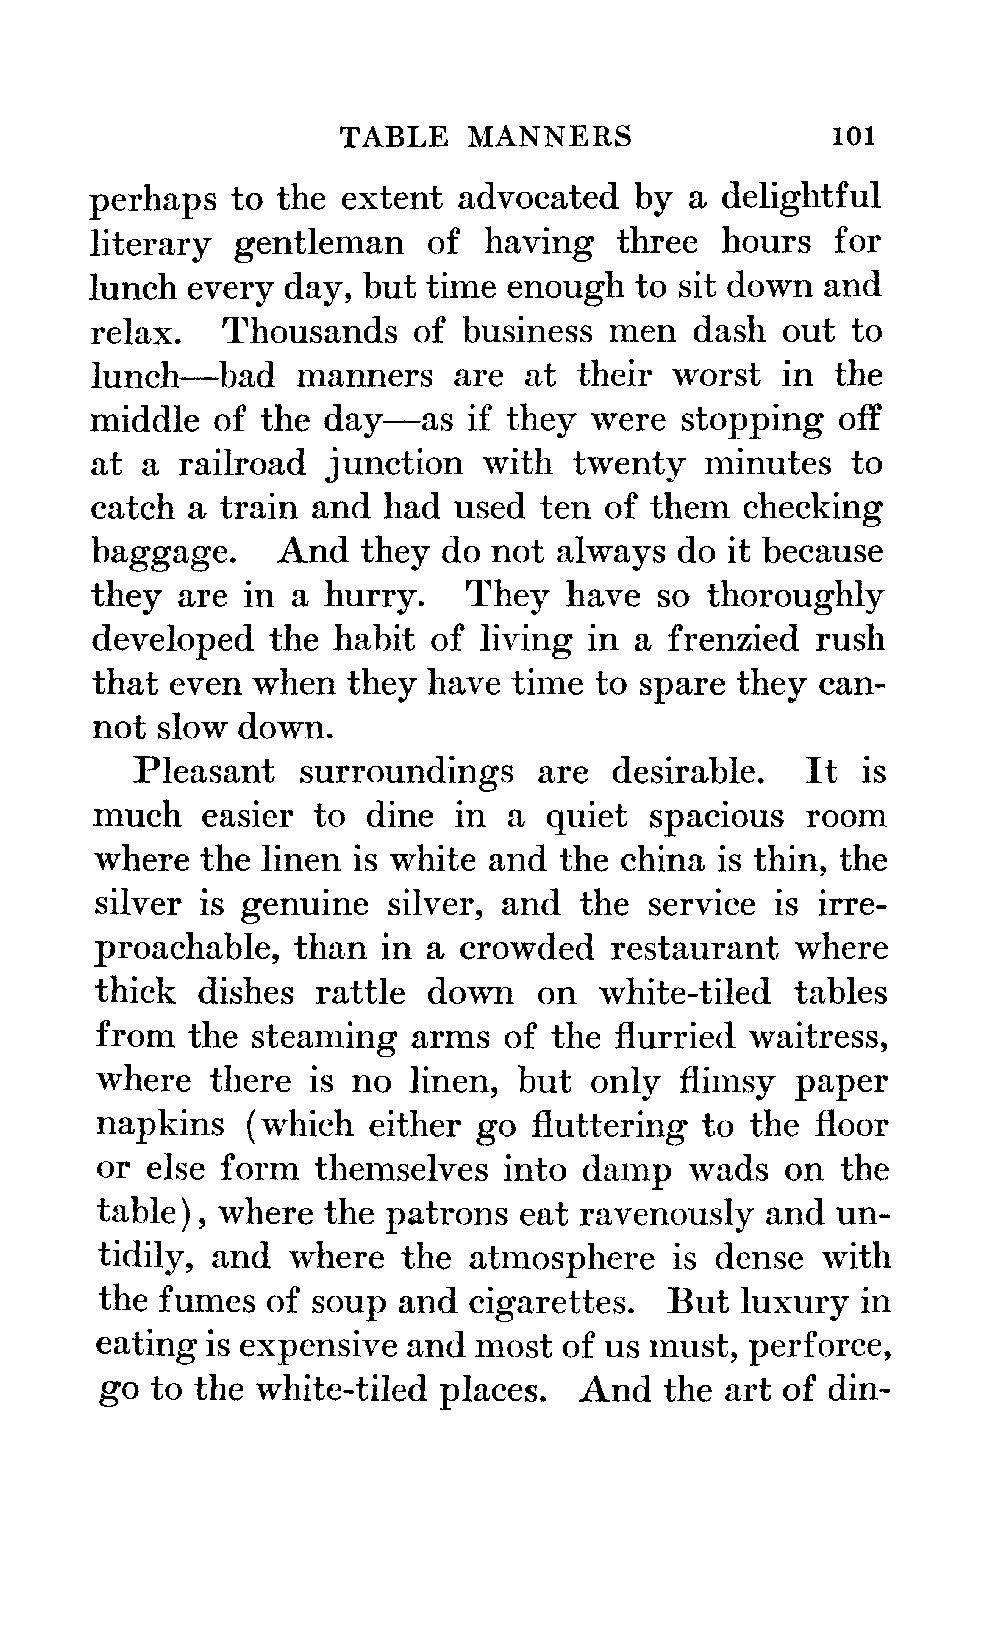 TABLE MANNERS 101
perhaps to the extent advocated by a delightful
literary gentleman of having three hours for
lunch every day, but time enough to sit down and
relax. Thousands of business men dash out to
lunch—bad manners are at their worst in the
middle of the day—as if they were stopping off
at a railroad junction with twenty minutes to
catch a train and had used ten of them checking
baggage. And they do not always do it because
they are in a hurry. They have so thoroughly
developed the habit of living in a frenzied rush
that even when they have time to spare they can-
not slow down.
Pleasant surroundings are desirable. It is
much easier to dine in a quiet spacious room
where the linen is white and the china is thin, the
silver is genuine silver, and the service is irre-
proachable, than in a crowded restaurant where
thick dishes rattle down on white-tiled tables
from the steaming arms of the flurried waitress,
where there is no linen, but only flimsy paper
napkins (which either go fluttering to the floor
or else form themselves into damp wads on the
table), where the patrons eat ravenously and un-
tidily, and where the atmosphere is dense with
the fumes of soup and cigarettes. But luxury in
eating is expensive and most of us must, perforce,
go to the white-tiled places. And the art of din-